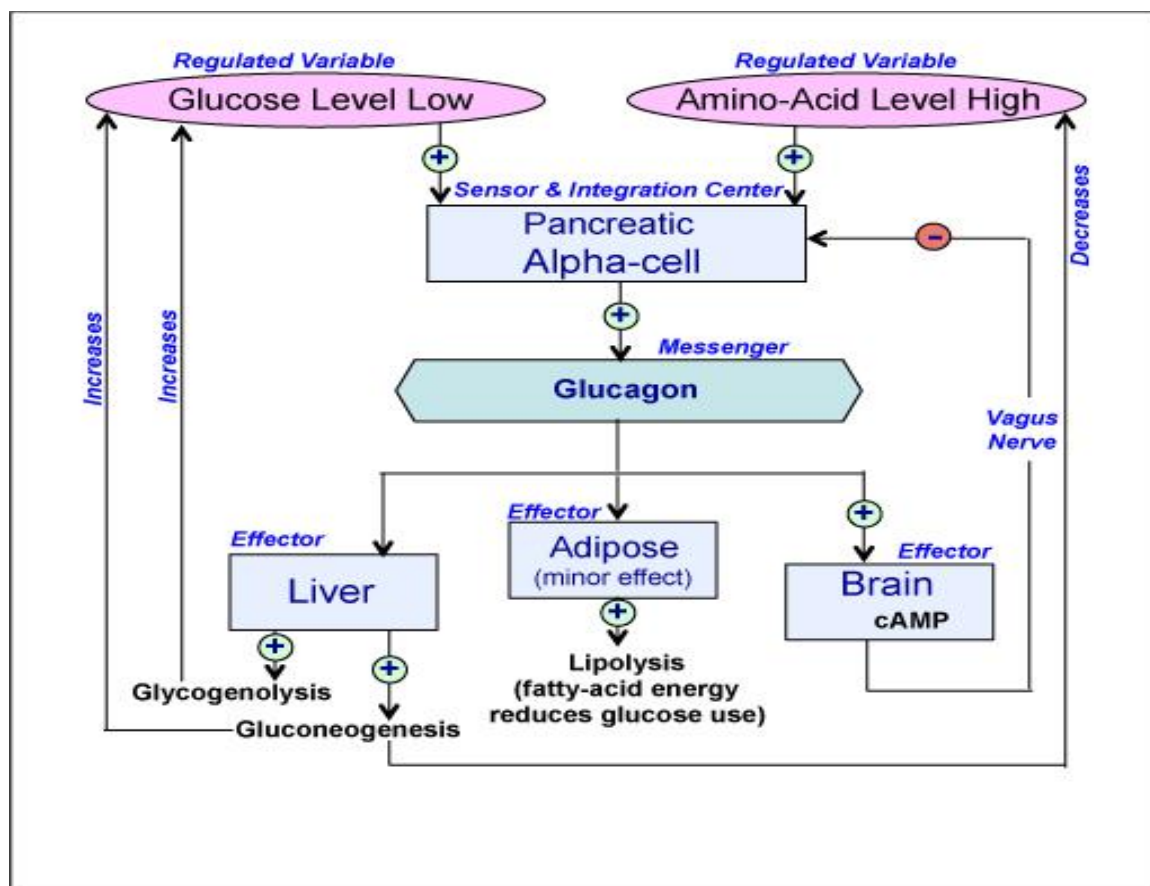 Regulated Variable
Glucose Level Low
Regulated Variable
Amino-Acid Level High
+
+
Sensor & Integration Center
Pancreatic
Alpha-cell
-
Decreases
Increases
Increases
+
Messenger
Glucagon
Vagus
Nerve
Effector
Liver
Effector
Adipose
(minor effect)
+
Effector
Brain
cAMP
+
+
+
Glycogenolysis
Gluconeogenesis
Lipolysis
(fatty-acid energy
reduces glucose use)